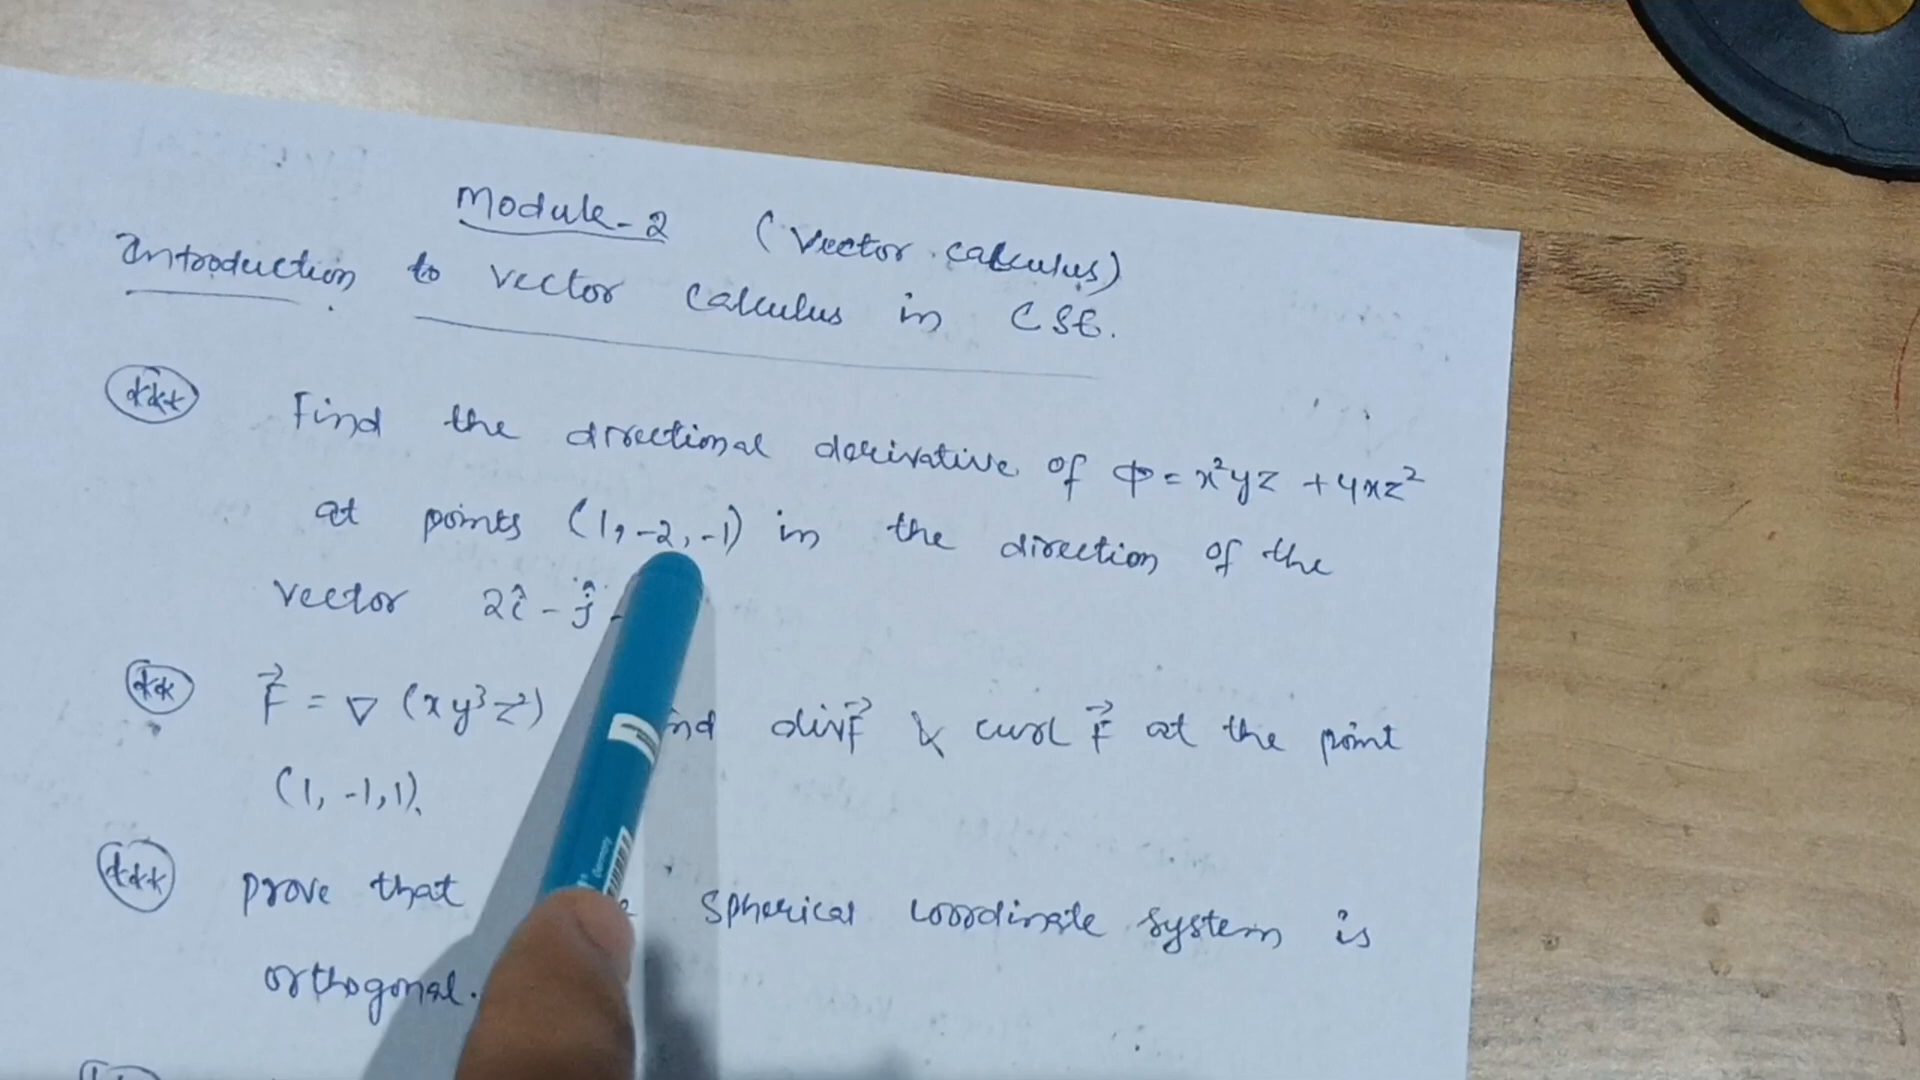 Module-2 (Vector calculus)
Introduction to vector calculus in CSE.
*** Find the directional derivative of Φ = x²yz + 4xz²
at points (1, -2, -1) in the direction of the
vector 2î - ĵ -
** F⃗ = ∇ (xy³z²) nd divF⃗ & curl F⃗ at the point
(1, -1, 1).
*** prove that spherical coordinate system is
orthogonal.
Germany